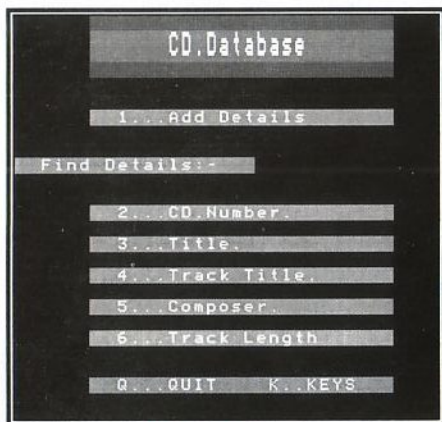 CD.Database
1...Add Details
Find Details:-
2...CD.Number.
3...Title.
4...Track Title.
5...Composer.
6...Track Length
Q...QUIT K..KEYS